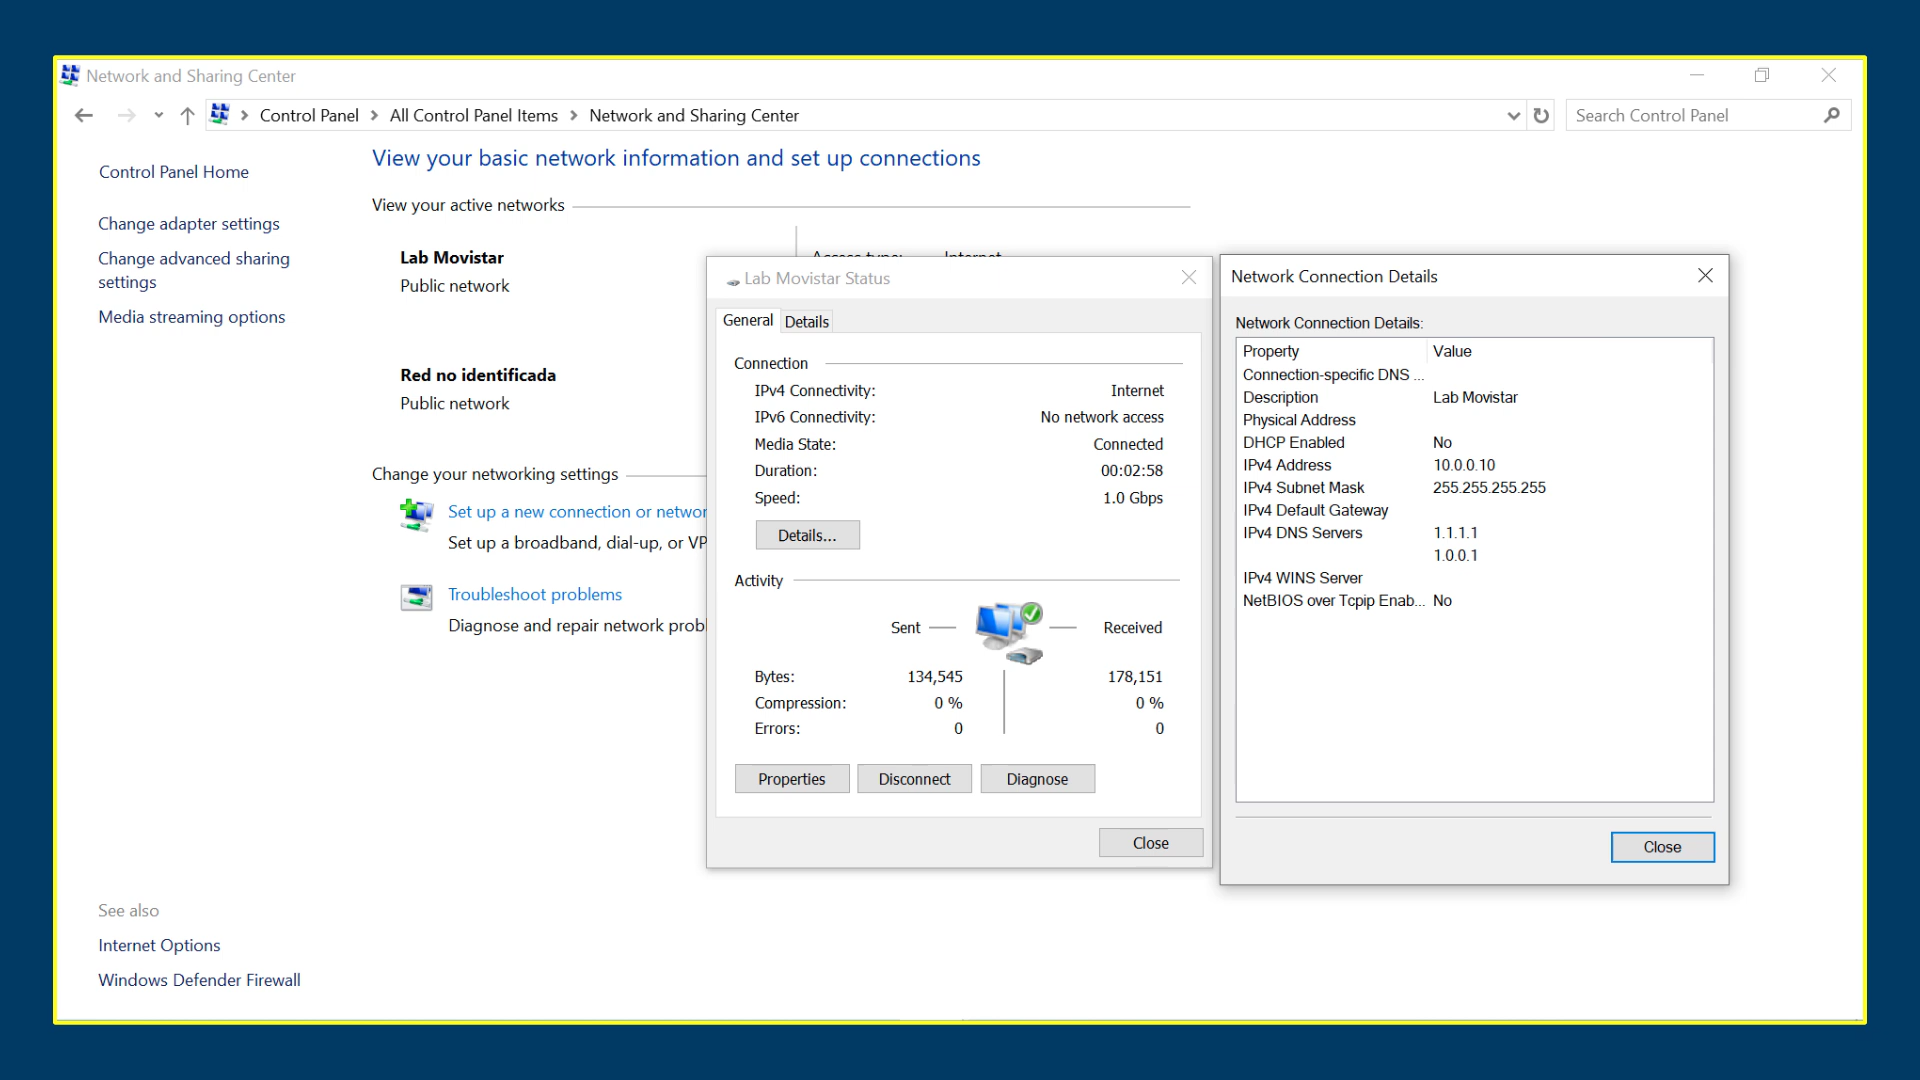 Network and Sharing Center
Control Panel All Control Panel Items Network and Sharing Center
Search Control Panel
Control Panel Home
Change adapter settings
Change advanced sharing
settings
Media streaming options
See also
Internet Options
Windows Defender Firewall
View your basic network information and set up connections
View your active networks
Lab Movistar
Public network
Access type: Internet
Red no identificada
Public network
Change your networking settings
Set up a new connection or networ
Set up a broadband, dial-up, or VP
Troubleshoot problems
Diagnose and repair network probl
Lab Movistar Status
General Details
Connection
IPv4 Connectivity: Internet
IPv6 Connectivity: No network access
Media State: Connected
Duration: 00:02:58
Speed: 1.0 Gbps
Details...
Activity
Sent Received
Bytes: 134,545 178,151
Compression: 0 % 0 %
Errors: 0 0
Properties Disconnect Diagnose
Close
Network Connection Details
Network Connection Details:
Property Value
Connection-specific DNS ...
Description Lab Movistar
Physical Address
DHCP Enabled No
IPv4 Address 10.0.0.10
IPv4 Subnet Mask 255.255.255.255
IPv4 Default Gateway
IPv4 DNS Servers 1.1.1.1
1.0.0.1
IPv4 WINS Server
NetBIOS over Tcpip Enab... No
Close